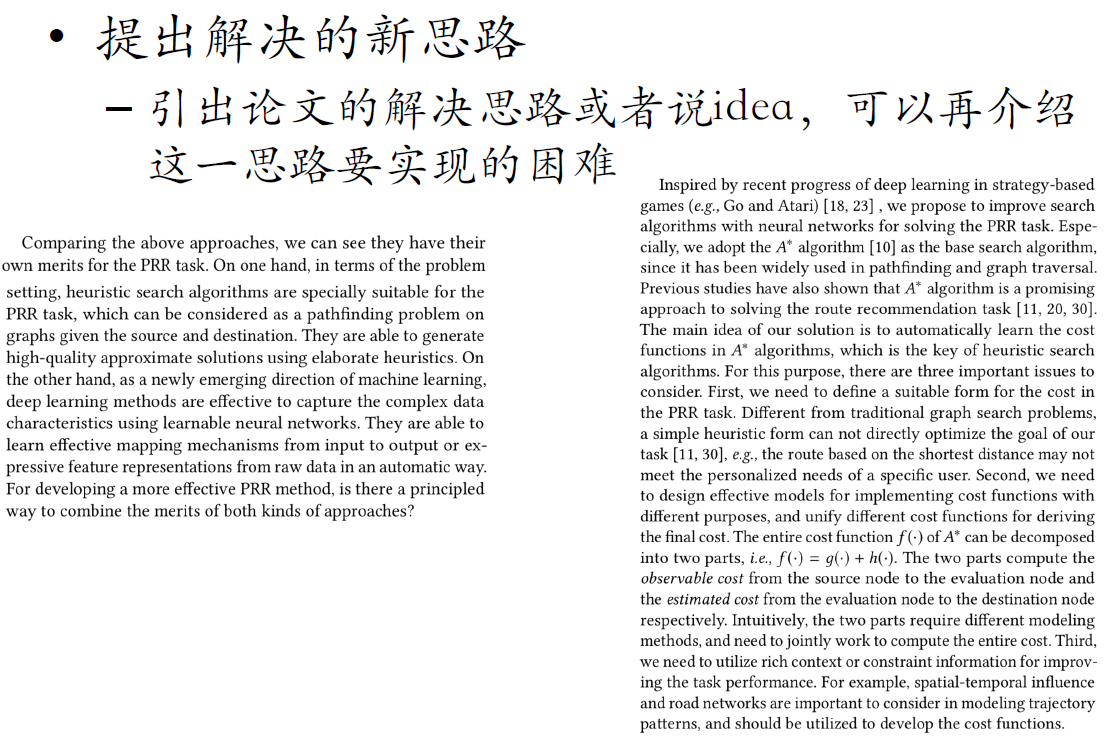 • 提出解决的新思路
– 引出论文的解决思路或者说idea，可以再介绍
这一思路要实现的困难
Comparing the above approaches, we can see they have their
own merits for the PRR task. On one hand, in terms of the problem
setting, heuristic search algorithms are specially suitable for the
PRR task, which can be considered as a pathfinding problem on
graphs given the source and destination. They are able to generate
high-quality approximate solutions using elaborate heuristics. On
the other hand, as a newly emerging direction of machine learning,
deep learning methods are effective to capture the complex data
characteristics using learnable neural networks. They are able to
learn effective mapping mechanisms from input to output or ex-
pressive feature representations from raw data in an automatic way.
For developing a more effective PRR method, is there a principled
way to combine the merits of both kinds of approaches?
Inspired by recent progress of deep learning in strategy-based
games (e.g., Go and Atari) [18, 23] , we propose to improve search
algorithms with neural networks for solving the PRR task. Espe-
cially, we adopt the A* algorithm [10] as the base search algorithm,
since it has been widely used in pathfinding and graph traversal.
Previous studies have also shown that A* algorithm is a promising
approach to solving the route recommendation task [11, 20, 30].
The main idea of our solution is to automatically learn the cost
functions in A* algorithms, which is the key of heuristic search
algorithms. For this purpose, there are three important issues to
consider. First, we need to define a suitable form for the cost in
the PRR task. Different from traditional graph search problems,
a simple heuristic form can not directly optimize the goal of our
task [11, 30], e.g., the route based on the shortest distance may not
meet the personalized needs of a specific user. Second, we need
to design effective models for implementing cost functions with
different purposes, and unify different cost functions for deriving
the final cost. The entire cost function f(·) of A* can be decomposed
into two parts, i.e., f(·) = g(·) + h(·). The two parts compute the
observable cost from the source node to the evaluation node and
the estimated cost from the evaluation node to the destination node
respectively. Intuitively, the two parts require different modeling
methods, and need to jointly work to compute the entire cost. Third,
we need to utilize rich context or constraint information for improv-
ing the task performance. For example, spatial-temporal influence
and road networks are important to consider in modeling trajectory
patterns, and should be utilized to develop the cost functions.